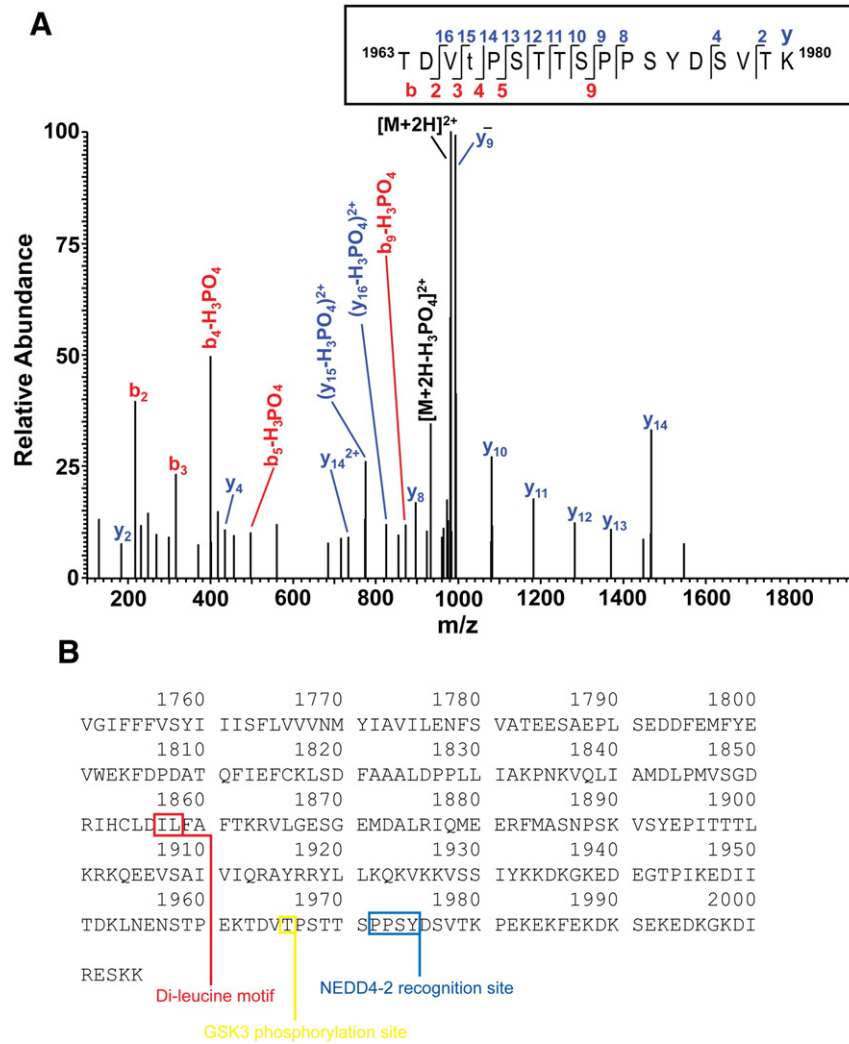 A
16 15 14 13 12 11 10 9 8 4 2 y
1963 T D V t P S T T S P P S Y D S V T K 1980
b 2 3 4 5 9
[M+2H]2+
y9
b9-H3PO4
(y16-H3PO4)2+
(y15-H3PO4)2+
b4-H3PO4
[M+2H-H3PO4]2+
b2
b5-H3PO4
y14
b3
y14 2+
y4
y8
y10
y11
y12
y13
y2
Relative Abundance
100
75
50
25
0
200 400 600 800 1000 1200 1400 1600 1800
m/z
B
1760 1770 1780 1790 1800
VGIFFFVSYI IISFLVVVNM YIAVILENFS VATEESAEPL SEDDFEMFYE
1810 1820 1830 1840 1850
VWEKFDPDAT QFIEFCKLSD FAAALDPPLL IAKPNKVQLI AMDLPMVSGD
1860 1870 1880 1890 1900
RIHCLDILFA FTKRVLGESG EMDALRIQME ERFMASNPSK VSYEPITTTL
1910 1920 1930 1940 1950
KRKQEEVSAI VIQRAYRRYL LKQKVKKVSS IYKKDKGKED EGTPIKEDII
1960 1970 1980 1990 2000
TDKLNENSTP EKTDVTPSTT SPPSYDSVTK PEKEKFEKDK SEKEDKGKDI
RESKK
Di-leucine motif
NEDD4-2 recognition site
GSK3 phosphorylation site